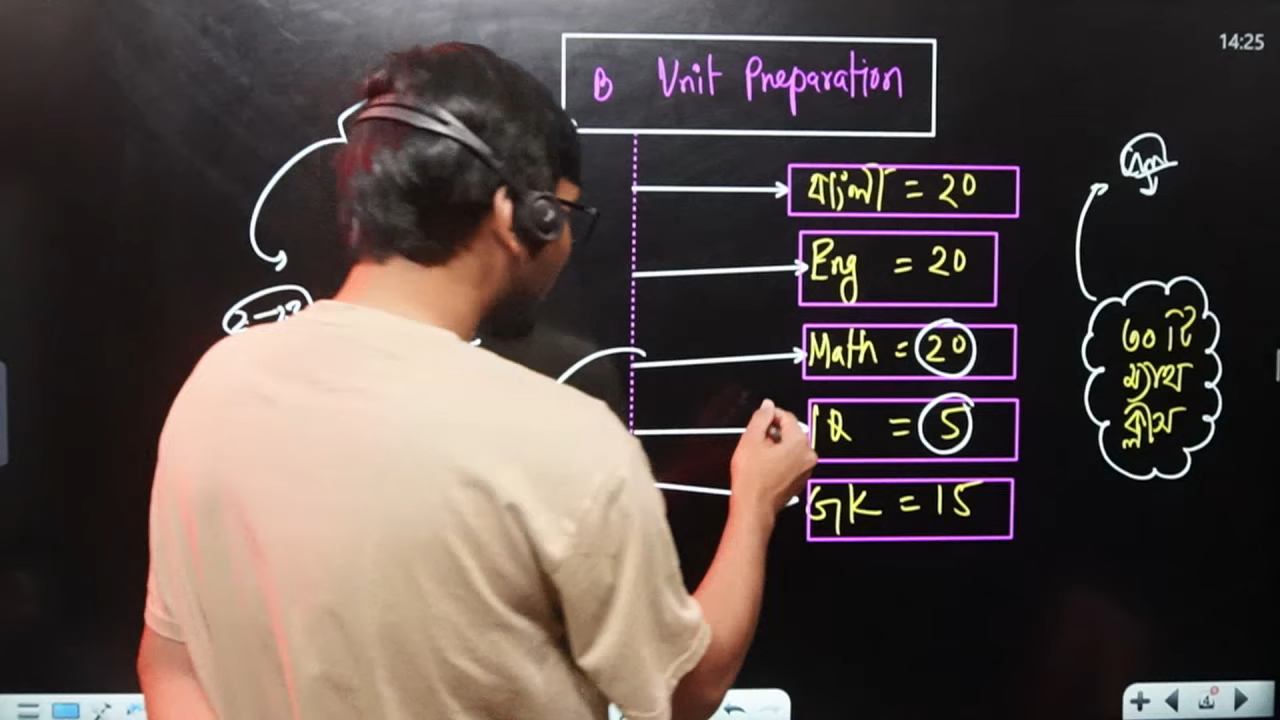 14:25
B Unit Preparation
বাংলা = 20
Eng = 20
Math = 20
IQ = 5
GK = 15
৩০ টি
ম্যাথ
ক্লাস